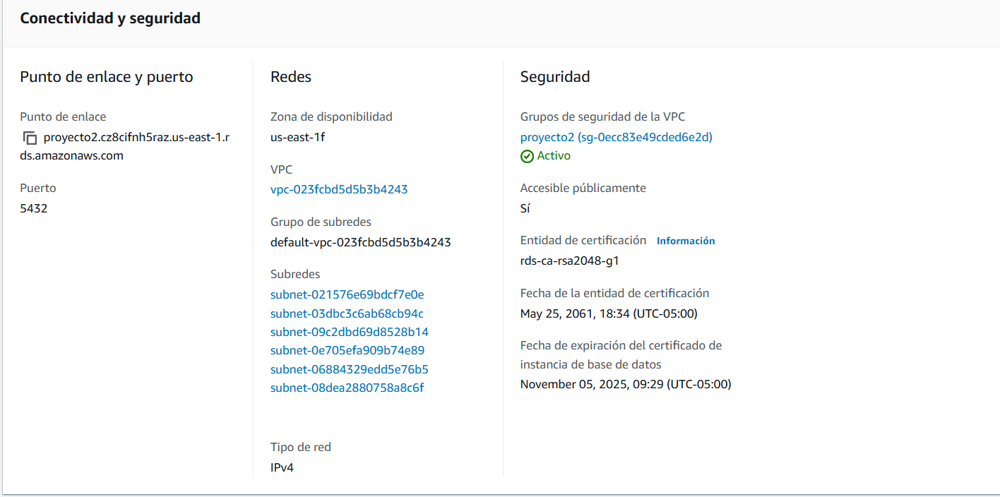 Conectividad y seguridad
Punto de enlace y puerto
Punto de enlace
proyecto2.cz8cifnh5raz.us-east-1.r
ds.amazonaws.com
Puerto
5432
Redes
Zona de disponibilidad
us-east-1f
VPC
vpc-023fcbd5d5b3b4243
Grupo de subredes
default-vpc-023fcbd5d5b3b4243
Subredes
subnet-021576e69bdcf7e0e
subnet-03dbc3c6ab68cb94c
subnet-09c2dbd69d8528b14
subnet-0e705efa909b74e89
subnet-06884329edd5e76b5
subnet-08dea2880758a8c6f
Tipo de red
IPv4
Seguridad
Grupos de seguridad de la VPC
proyecto2 (sg-0ecc83e49cded6e2d)
Activo
Accesible públicamente
Sí
Entidad de certificación Información
rds-ca-rsa2048-g1
Fecha de la entidad de certificación
May 25, 2061, 18:34 (UTC-05:00)
Fecha de expiración del certificado de
instancia de base de datos
November 05, 2025, 09:29 (UTC-05:00)